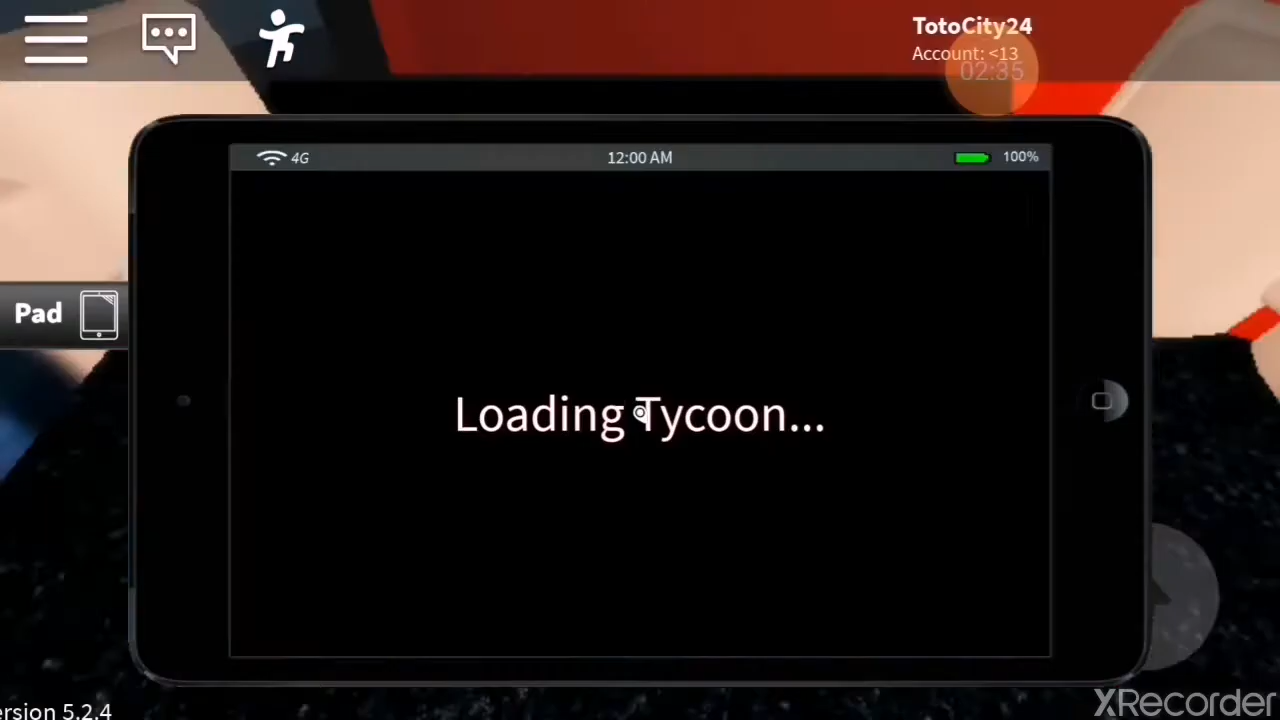 TotoCity24
Account: <13
02:35
4G
12:00 AM
100%
Pad
Loading Tycoon...
ersion 5.2.4
XRecorder